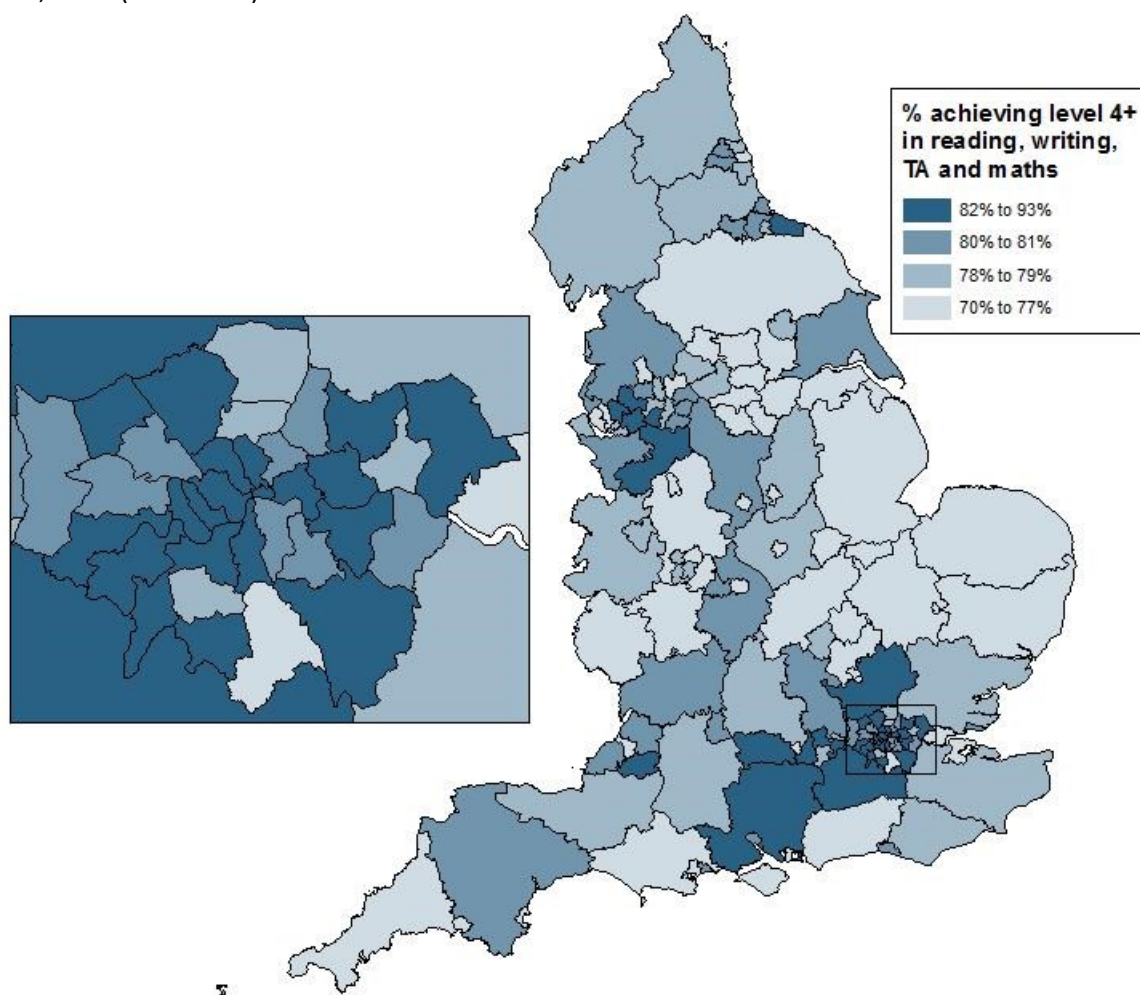 % achieving level 4+
in reading, writing,
TA and maths
82% to 93%
80% to 81%
78% to 79%
70% to 77%